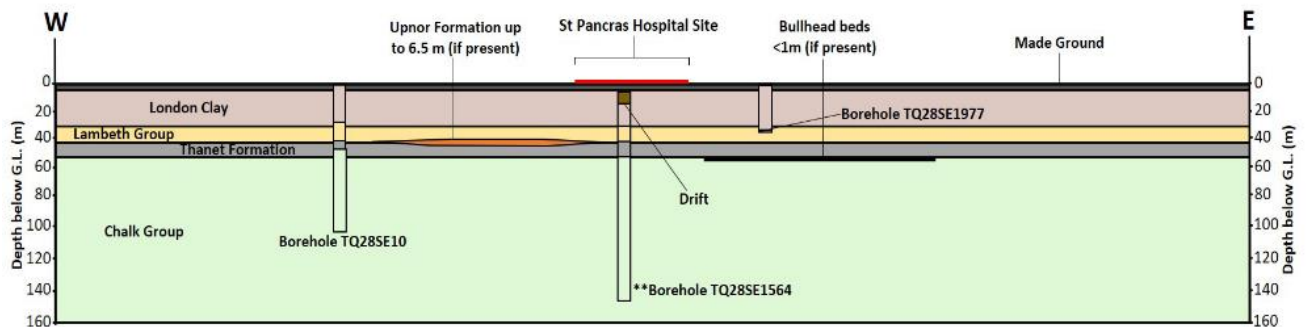 W
E
Upnor Formation up
to 6.5 m (if present)
St Pancras Hospital Site
Bullhead beds
<1m (if present)
Made Ground
0
20
40
60
80
100
120
140
160
Depth below G.L. (m)
London Clay
Lambeth Group
Thanet Formation
Chalk Group
Borehole TQ28SE10
Drift
**Borehole TQ28SE1564
Borehole TQ28SE1977
0
20
40
60
80
100
120
140
160
Depth below G.L. (m)